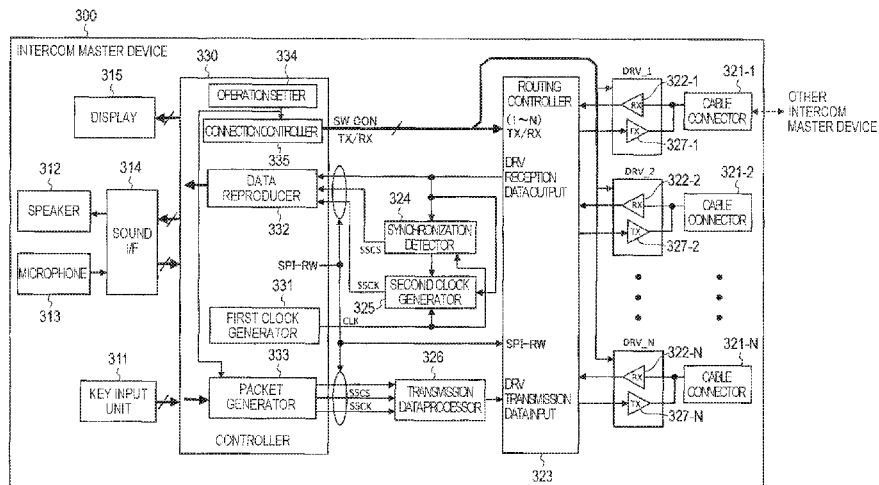 300
INTERCOM MASTER DEVICE
330
334
OPERATION SETTER
315
DISPLAY
CONNECTION CONTROLLER
335
SW CON
TX/RX
ROUTING
CONTROLLER
(1~N)
TX/RX
DRV_1
322-1
RX
TX
327-1
321-1
CABLE
CONNECTOR
OTHER
INTERCOM
MASTER DEVICE
312
SPEAKER
314
SOUND
I/F
DATA
REPRODUCER
332
DRV
RECEPTION
DATA OUTPUT
324
SYNCHRONIZATION
DETECTOR
SSCS
DRV_2
322-2
RX
TX
327-2
321-2
CABLE
CONNECTOR
MICROPHONE
313
SPI-RW
SSCK
331
FIRST CLOCK
GENERATOR
325
SECOND CLOCK
GENERATOR
CLK
SPI-RW
333
311
KEY INPUT
UNIT
PACKET
GENERATOR
SSCS
SSCK
326
TRANSMISSION
DATA PROCESSOR
DRV
TRANSMISSION
DATA INPUT
DRV_N
322-N
RX
TX
327-N
321-N
CABLE
CONNECTOR
CONTROLLER
323